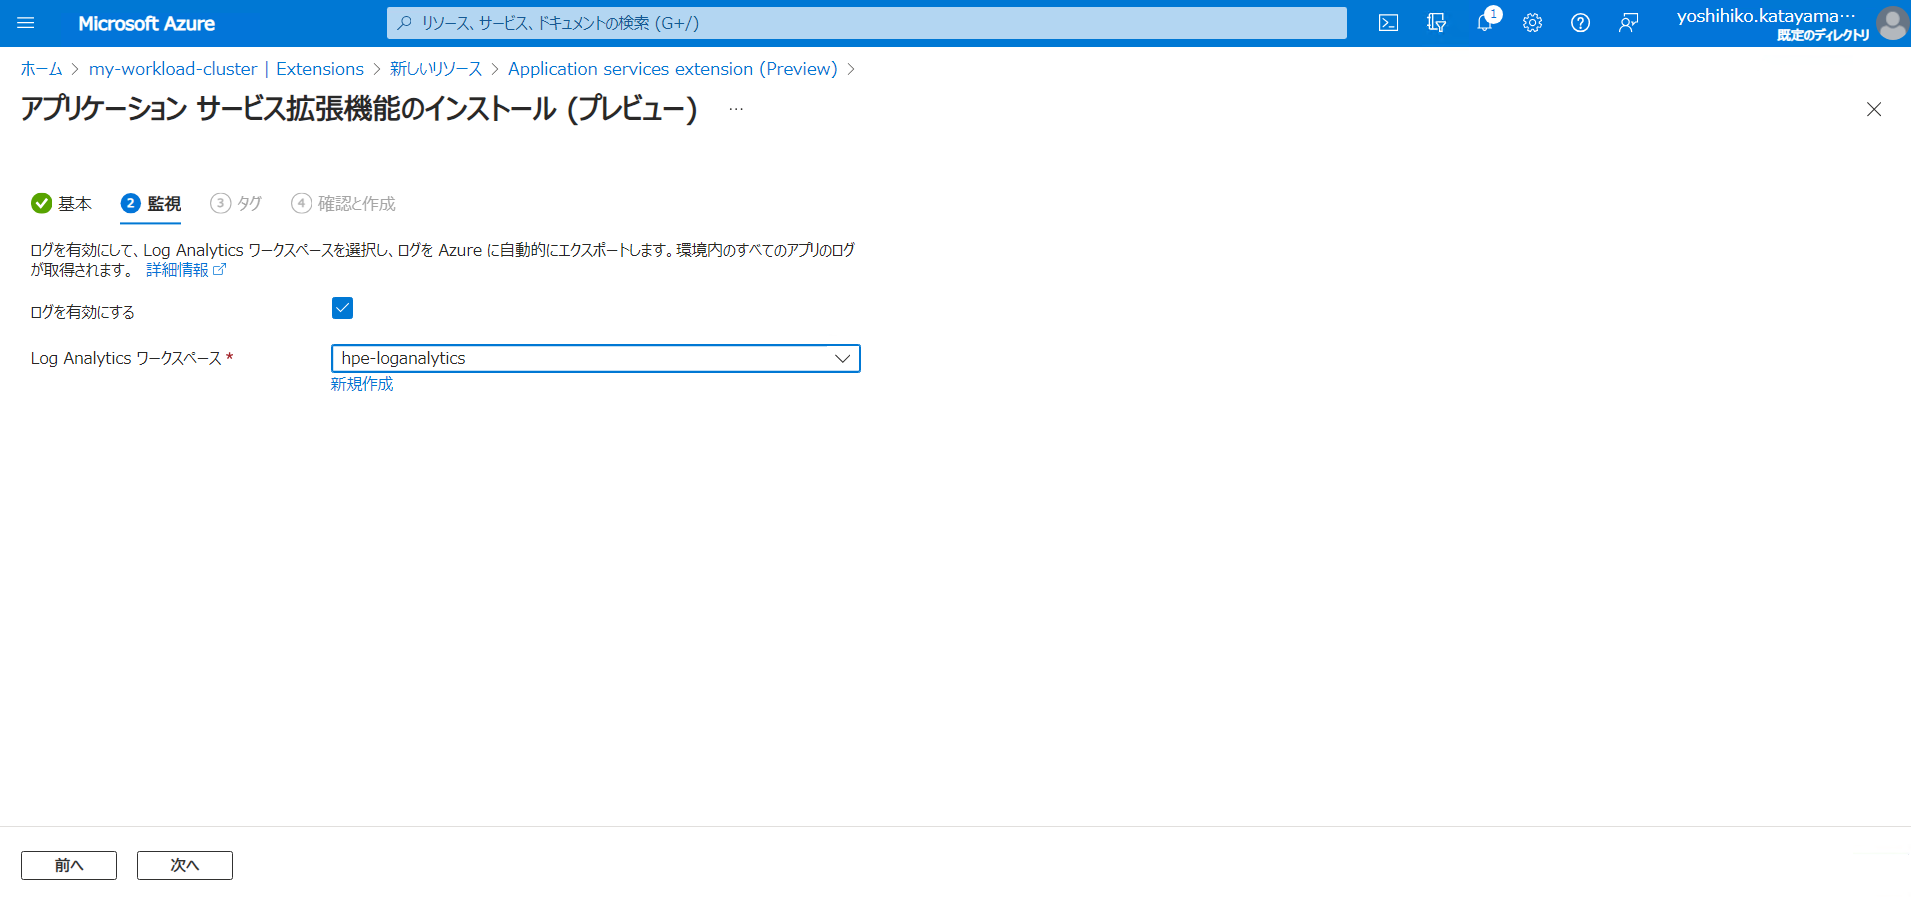 Microsoft Azure
リソース、サービス、ドキュメントの検索 (G+/)
1
yoshihiko.katayama…
既定のディレクトリ
ホーム > my-workload-cluster | Extensions > 新しいリソース > Application services extension (Preview) >
アプリケーション サービス拡張機能のインストール (プレビュー) …
基本 2 監視 3 タグ 4 確認と作成
ログを有効にして、Log Analytics ワークスペースを選択し、ログを Azure に自動的にエクスポートします。環境内のすべてのアプリのログ
が取得されます。 詳細情報
ログを有効にする
Log Analytics ワークスペース *
hpe-loganalytics
新規作成
前へ 次へ